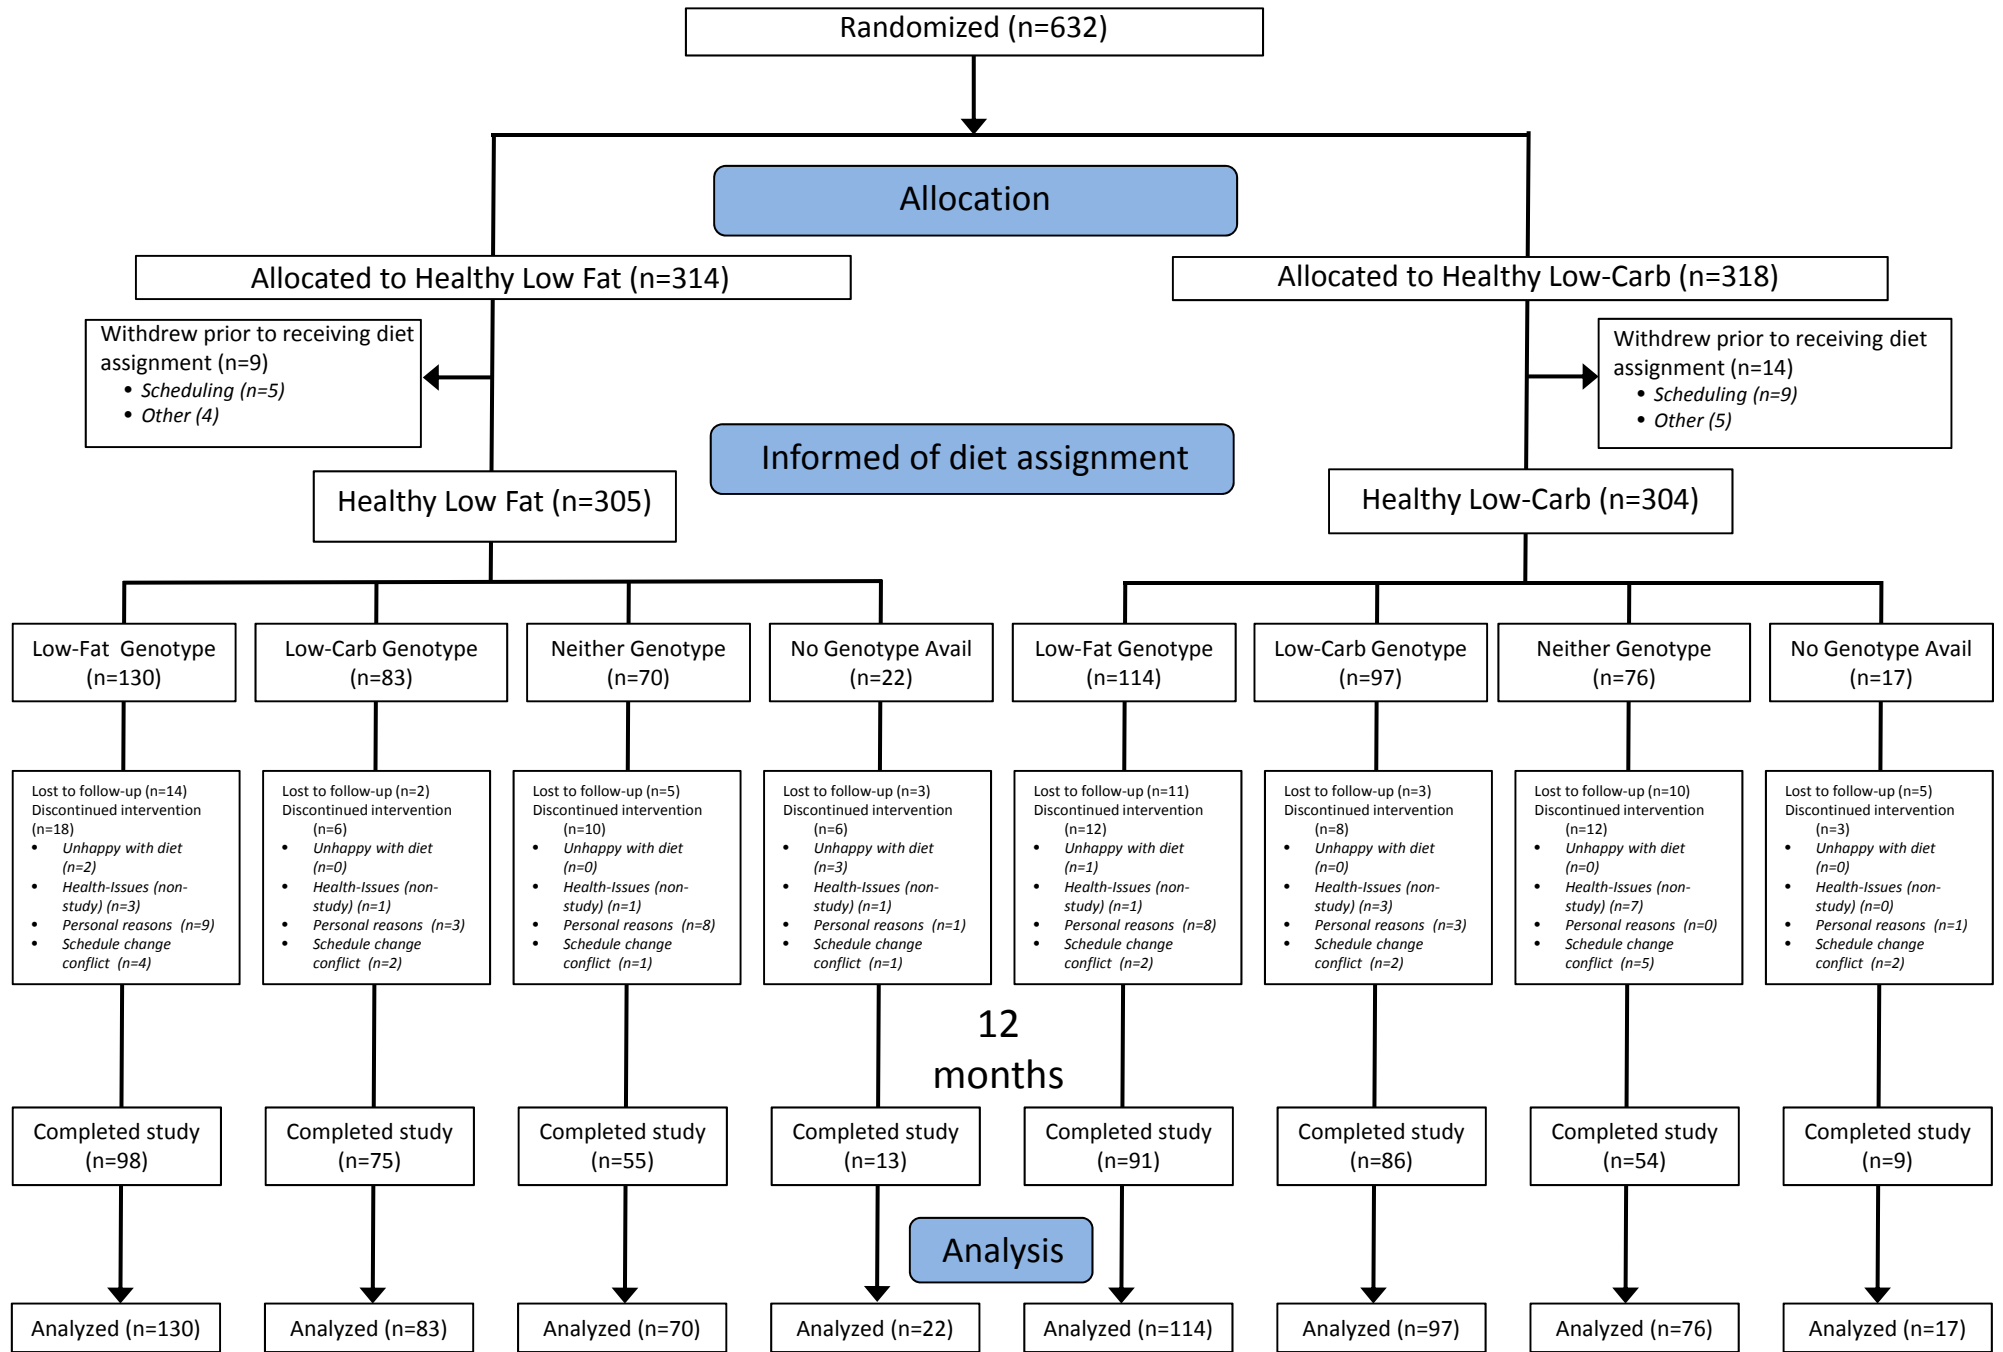 Randomized (n=632)
Allocation
Allocated to Healthy Low Fat (n=314)
Allocated to Healthy Low-Carb (n=318)
Withdrew prior to receiving diet
assignment (n=9)
• Scheduling (n=5)
• Other (4)
Withdrew prior to receiving diet
assignment (n=14)
• Scheduling (n=9)
• Other (5)
Informed of diet assignment
Healthy Low Fat (n=305)
Healthy Low-Carb (n=304)
Low-Fat Genotype
(n=130)
Low-Carb Genotype
(n=83)
Neither Genotype
(n=70)
No Genotype Avail
(n=22)
Low-Fat Genotype
(n=114)
Low-Carb Genotype
(n=97)
Neither Genotype
(n=76)
No Genotype Avail
(n=17)
Lost to follow-up (n=14)
Discontinued intervention
(n=18)
• Unhappy with diet
(n=2)
• Health-Issues (non-
study) (n=3)
• Personal reasons (n=9)
• Schedule change
conflict (n=4)
Lost to follow-up (n=2)
Discontinued intervention
(n=6)
• Unhappy with diet
(n=0)
• Health-Issues (non-
study) (n=1)
• Personal reasons (n=3)
• Schedule change
conflict (n=2)
Lost to follow-up (n=5)
Discontinued intervention
(n=10)
• Unhappy with diet
(n=0)
• Health-Issues (non-
study) (n=1)
• Personal reasons (n=8)
• Schedule change
conflict (n=1)
Lost to follow-up (n=3)
Discontinued intervention
(n=6)
• Unhappy with diet
(n=3)
• Health-Issues (non-
study) (n=1)
• Personal reasons (n=1)
• Schedule change
conflict (n=1)
Lost to follow-up (n=11)
Discontinued intervention
(n=12)
• Unhappy with diet
(n=1)
• Health-Issues (non-
study) (n=1)
• Personal reasons (n=8)
• Schedule change
conflict (n=2)
Lost to follow-up (n=3)
Discontinued intervention
(n=8)
• Unhappy with diet
(n=0)
• Health-Issues (non-
study) (n=3)
• Personal reasons (n=3)
• Schedule change
conflict (n=2)
Lost to follow-up (n=10)
Discontinued intervention
(n=12)
• Unhappy with diet
(n=0)
• Health-Issues (non-
study) (n=7)
• Personal reasons (n=0)
• Schedule change
conflict (n=5)
Lost to follow-up (n=5)
Discontinued intervention
(n=3)
• Unhappy with diet
(n=0)
• Health-Issues (non-
study) (n=0)
• Personal reasons (n=1)
• Schedule change
conflict (n=2)
12
months
Completed study
(n=98)
Completed study
(n=75)
Completed study
(n=55)
Completed study
(n=13)
Completed study
(n=91)
Completed study
(n=86)
Completed study
(n=54)
Completed study
(n=9)
Analysis
Analyzed (n=130)
Analyzed (n=83)
Analyzed (n=70)
Analyzed (n=22)
Analyzed (n=114)
Analyzed (n=97)
Analyzed (n=76)
Analyzed (n=17)